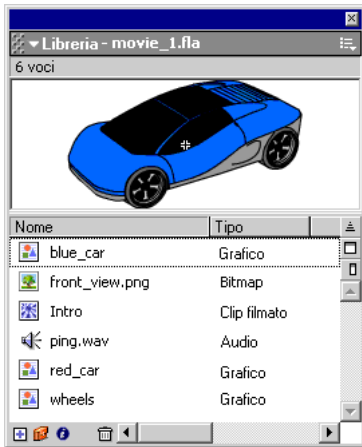 Libreria - movie_1.fla
6 voci
Nome Tipo
blue_car Grafico
front_view.png Bitmap
Intro Clip filmato
ping.wav Audio
red_car Grafico
wheels Grafico